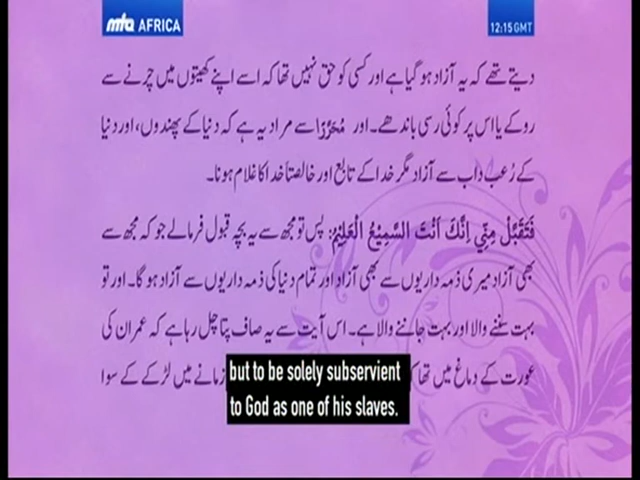 mta AFRICA
12:15 GMT
دیتے تھے کہ یہ آزاد ہو گیا ہے اور کسی کو حق نہیں تھا کہ اسے اپنے کھیتوں میں چرنے سے
روکے یا اس پر کوئی رسی باندھے۔ اور مُحَرَّرًا سے مراد یہ ہے کہ دنیا کے پھندوں، اور دنیا
کے رُعب داب سے آزاد مگر خدا کے تابع اور خالصتاً خدا کا غلام ہونا۔
فَتَقَبَّلْ مِنِّي اِنَّكَ اَنْتَ السَّمِيْعُ الْعَلِيْمُ: پس تو مجھ سے یہ بچہ قبول فرمالے جو کہ مجھ سے
بھی آزاد میری ذمہ داریوں سے بھی آزاد اور تمام دنیا کی ذمہ داریوں سے آزاد ہو گا۔ اور تو
بہت سننے والا اور بہت جاننے والا ہے۔ اس آیت سے یہ صاف پتا چل رہا ہے کہ عمران کی
عورت کے دماغ میں تھا زمانے میں لڑکے کے سوا
but to be solely subservient
to God as one of his slaves.